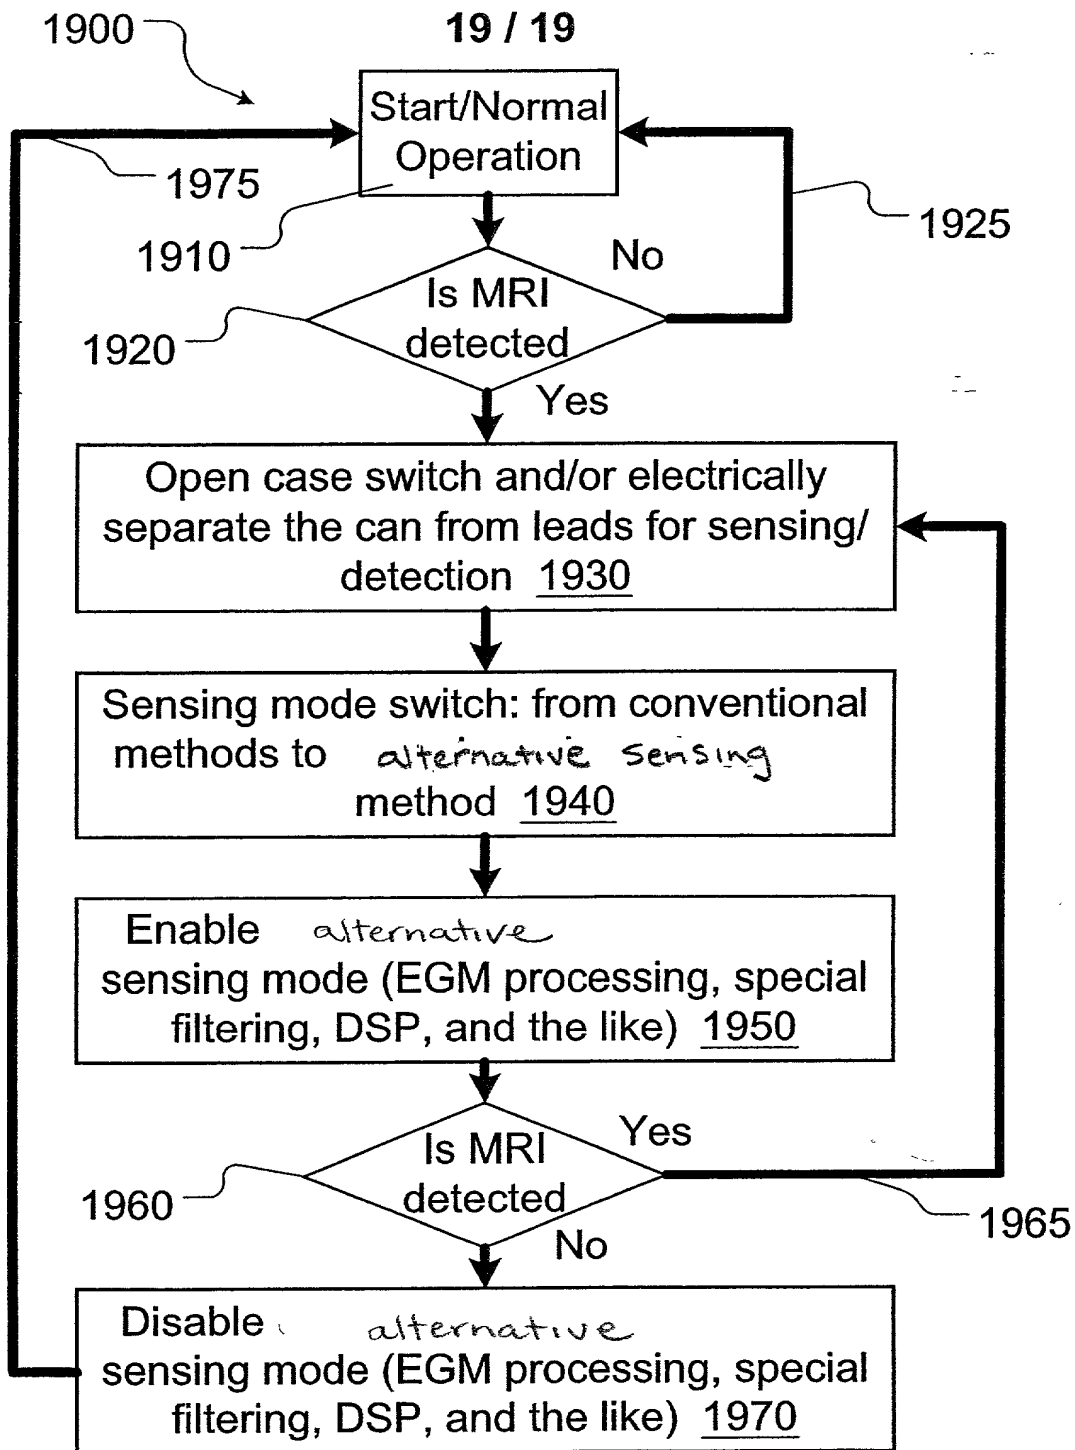 1900
19 / 19
Start/Normal
Operation
1975
1910
1925
No
Is MRI
detected
1920
Yes
Open case switch and/or electrically
separate the can from leads for sensing/
detection 1930
Sensing mode switch: from conventional
methods to alternative sensing
method 1940
Enable alternative
sensing mode (EGM processing, special
filtering, DSP, and the like) 1950
Yes
Is MRI
detected
1960
1965
No
Disable alternative
sensing mode (EGM processing, special
filtering, DSP, and the like) 1970